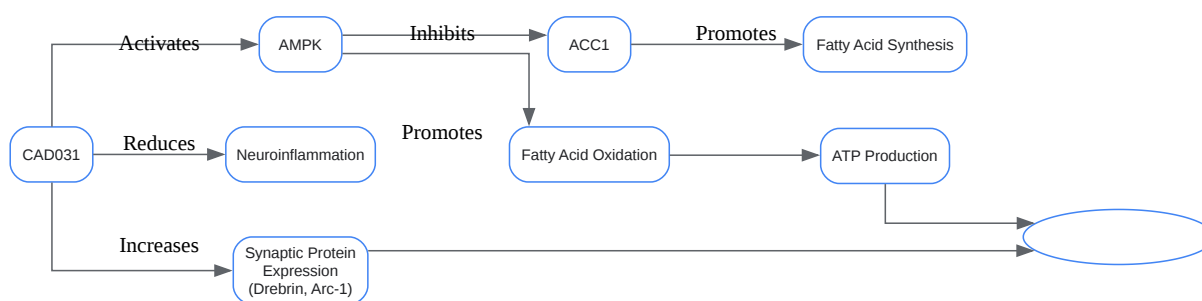 Activates
AMPK
Inhibits
ACC1
Promotes
Fatty Acid Synthesis
CAD031
Reduces
Neuroinflammation
Promotes
Fatty Acid Oxidation
ATP Production
Increases
Synaptic Protein
Expression
(Drebrin, Arc-1)